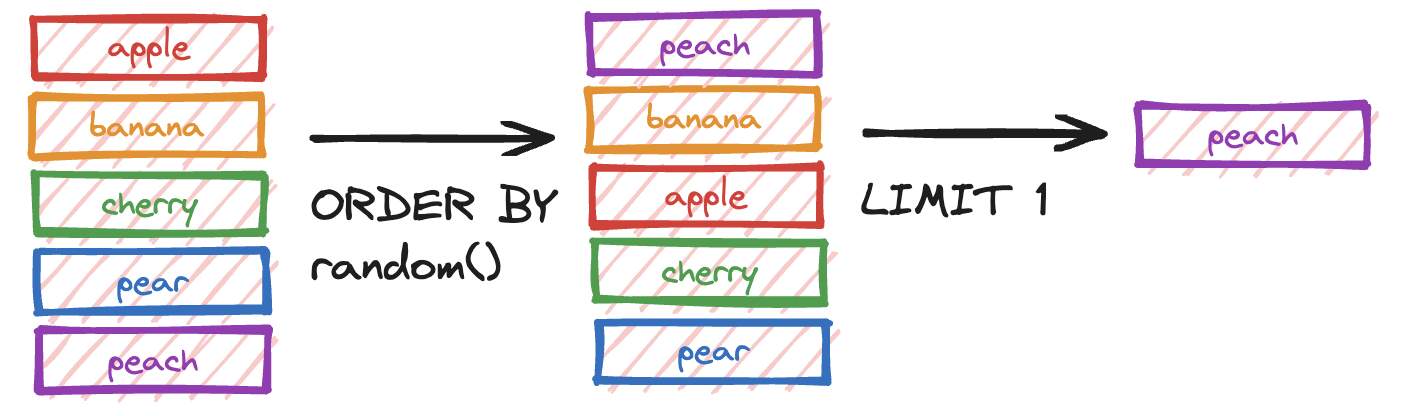 apple
banana
cherry
pear
peach
ORDER BY
random()
peach
banana
apple
cherry
pear
LIMIT 1
peach